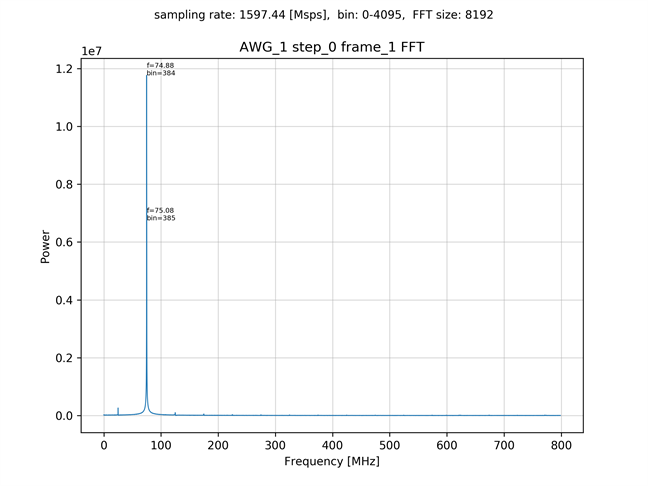 sampling rate: 1597.44 [Msps],  bin: 0-4095,  FFT size: 8192
AWG_1 step_0 frame_1 FFT
1e7
f=74.88
bin=384
f=75.08
bin=385
1.2
1.0
0.8
0.6
0.4
0.2
0.0
Power
0 100 200 300 400 500 600 700 800
Frequency [MHz]